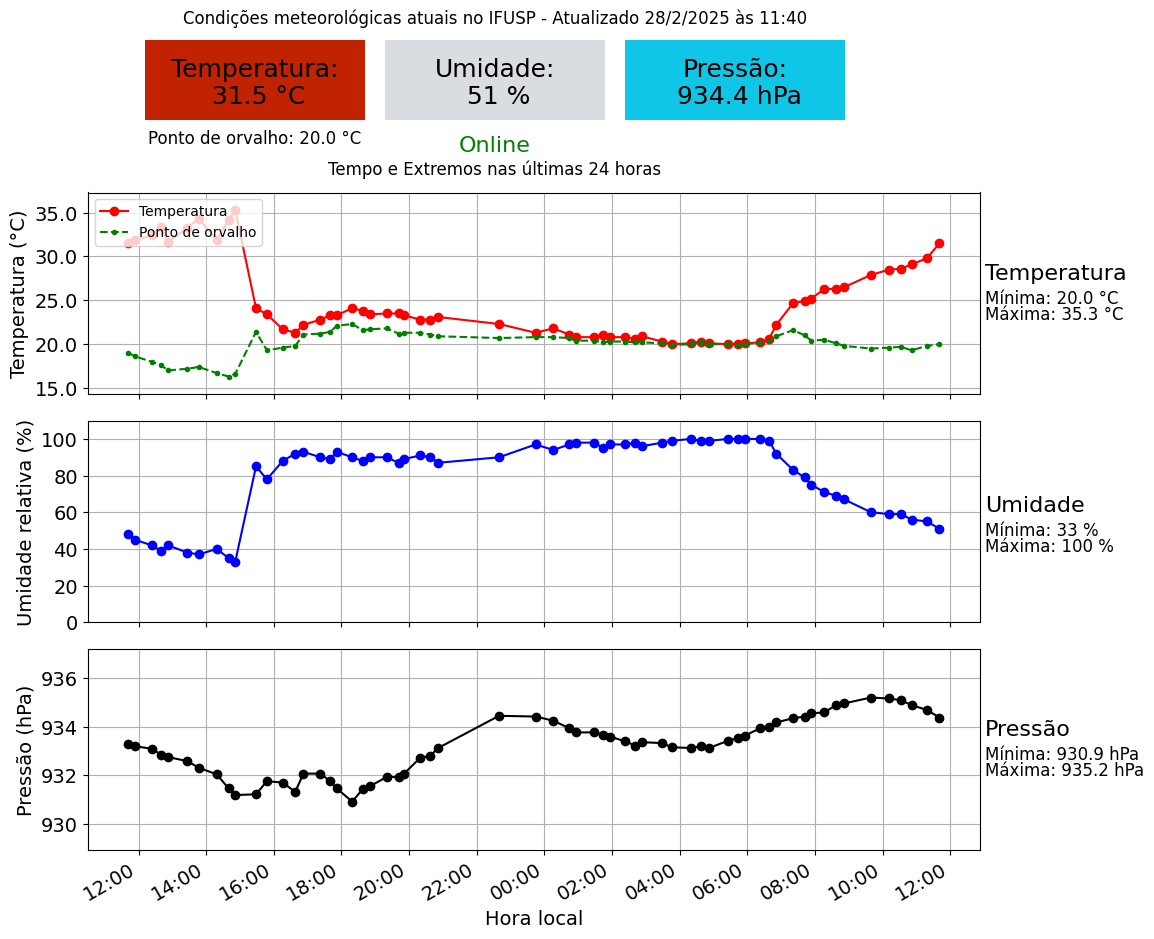 Condições meteorológicas atuais no IFUSP - Atualizado 28/2/2025 às 11:40
Temperatura:
31.5 °C
Umidade:
51 %
Pressão:
934.4 hPa
Ponto de orvalho: 20.0 °C
Online
Tempo e Extremos nas últimas 24 horas
Temperatura (°C)
35.0
30.0
25.0
20.0
15.0
Temperatura
Ponto de orvalho
Temperatura
Mínima: 20.0 °C
Máxima: 35.3 °C
Umidade relativa (%)
100
80
60
40
20
0
Umidade
Mínima: 33 %
Máxima: 100 %
Pressão (hPa)
936
934
932
930
Pressão
Mínima: 930.9 hPa
Máxima: 935.2 hPa
12:00
14:00
16:00
18:00
20:00
22:00
00:00
02:00
04:00
06:00
08:00
10:00
12:00
Hora local